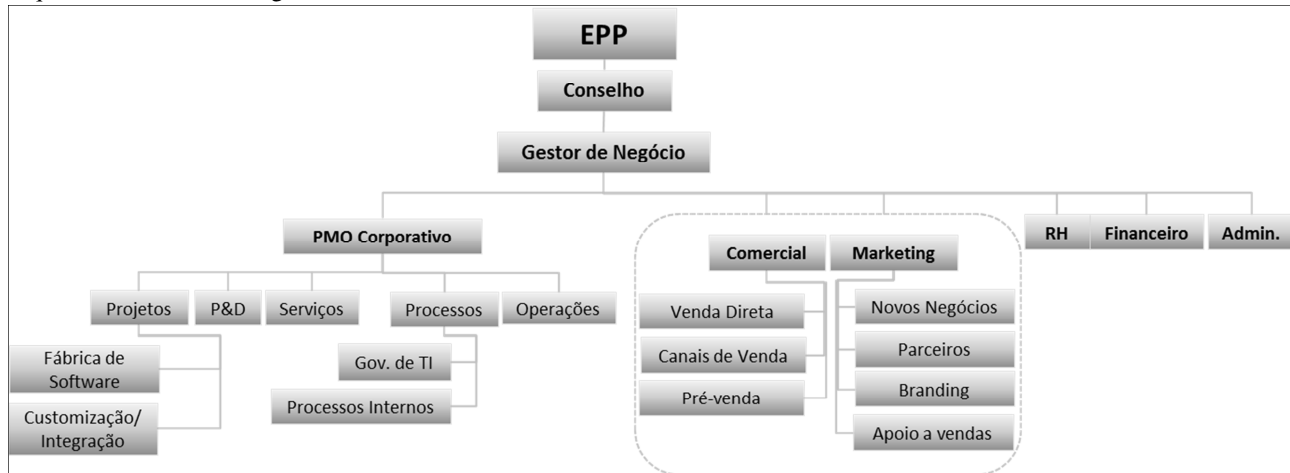 EPP
Conselho
Gestor de Negócio
PMO Corporativo
Comercial
Marketing
RH
Financeiro
Admin.
Projetos
P&D
Serviços
Processos
Operações
Fábrica de
Software
Customização/
Integração
Gov. de TI
Processos Internos
Venda Direta
Canais de Venda
Pré-venda
Novos Negócios
Parceiros
Branding
Apoio a vendas